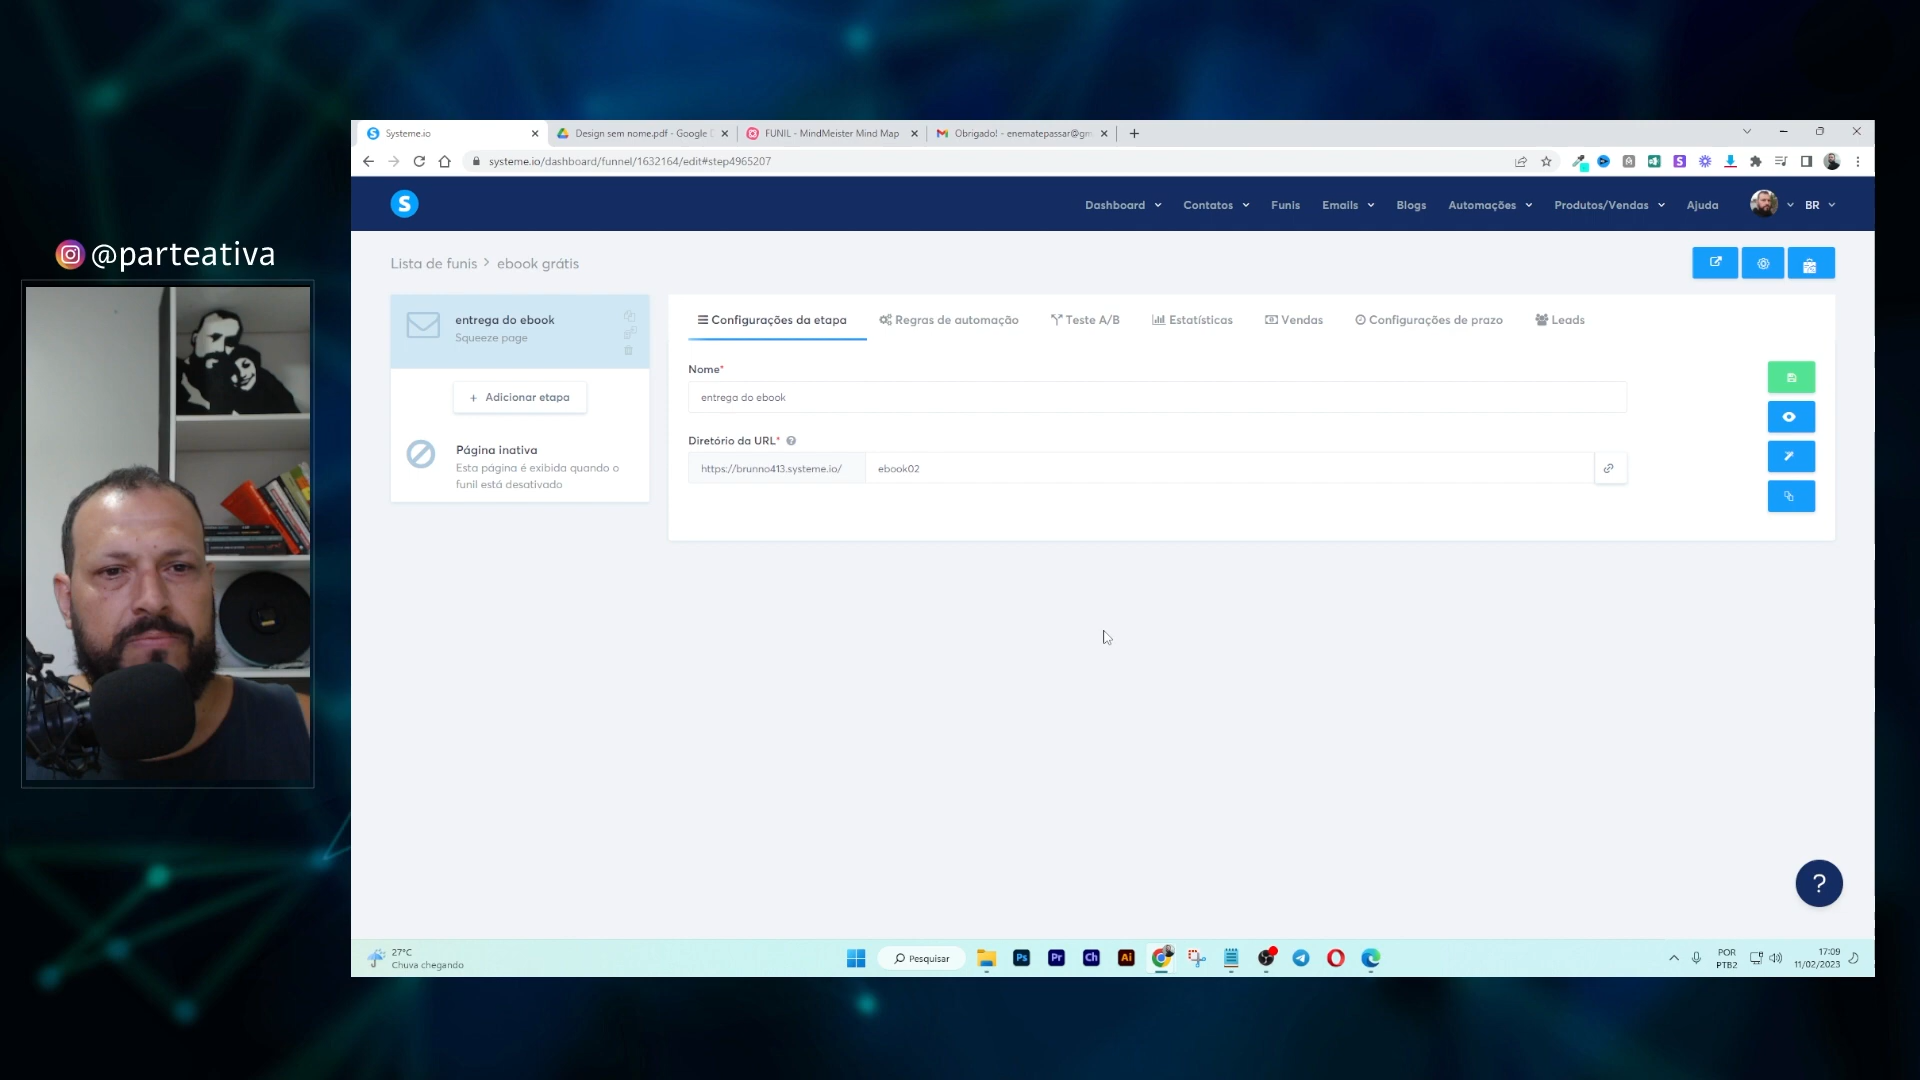 @parteativa
Systeme.io
Design sem nome.pdf - Google
FUNIL - MindMeister Mind Map
Obrigado! - enematepassar@gm
systeme.io/dashboard/funnel/1632164/edit#step4965207
S
Dashboard
Contatos
Funis
Emails
Blogs
Automações
Produtos/Vendas
Ajuda
BR
Lista de funis > ebook grátis
entrega do ebook
Squeeze page
+ Adicionar etapa
Página inativa
Esta página é exibida quando o
funil está desativado
Configurações da etapa
Regras de automação
Teste A/B
Estatísticas
Vendas
Configurações de prazo
Leads
Nome*
entrega do ebook
Diretório da URL* ?
https://brunno413.systeme.io/
ebook02
?
27°C
Chuva chegando
Pesquisar
Ps
Pr
Ch
Ai
POR
PTB2
17:09
11/02/2023